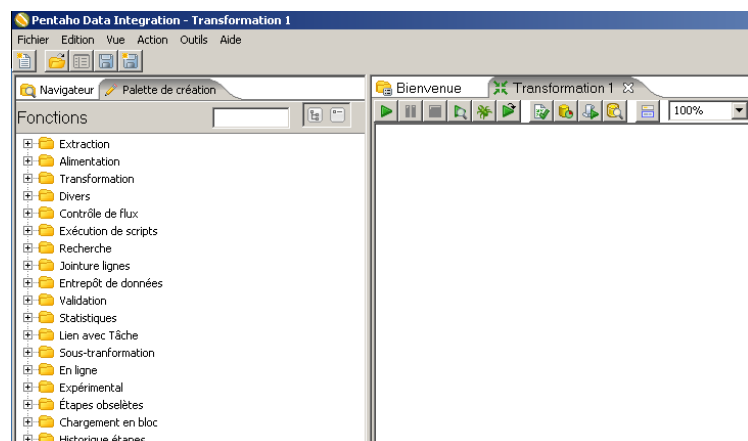 Pentaho Data Integration - Transformation 1
Fichier Edition Vue Action Outils Aide
Navigateur Palette de création
Bienvenue Transformation 1
Fonctions
100%
Extraction
Alimentation
Transformation
Divers
Contrôle de flux
Exécution de scripts
Recherche
Jointure lignes
Entrepôt de données
Validation
Statistiques
Lien avec Tâche
Sous-tranformation
En ligne
Expérimental
Étapes obselètes
Chargement en bloc
Historique étapes